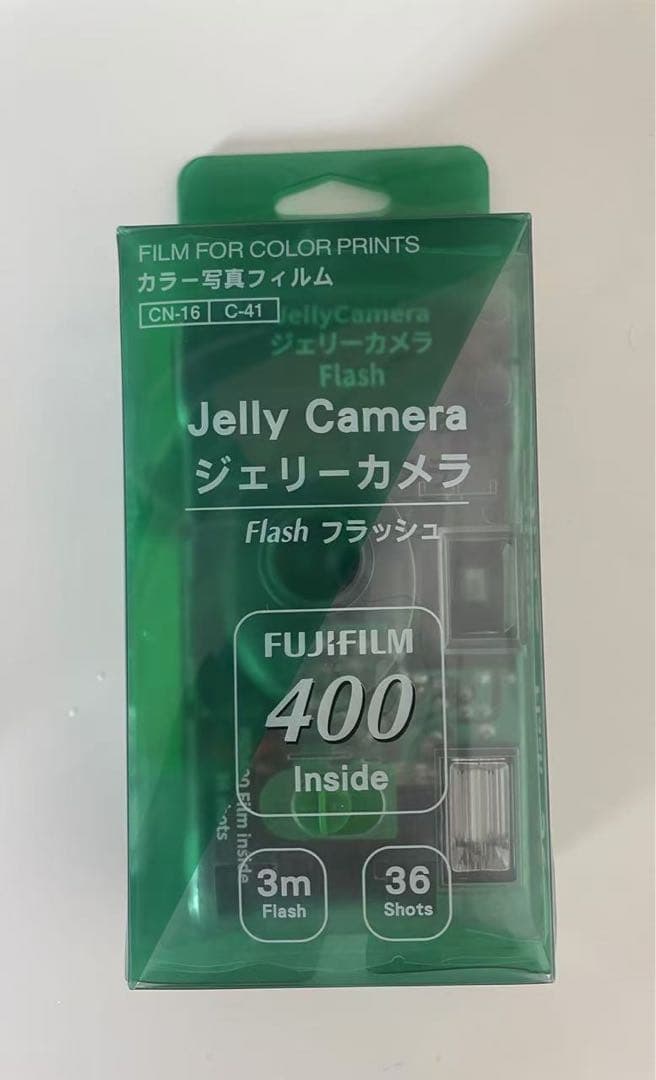 FILM FOR COLOR PRINTS
カラー写真フィルム
CN-16 C-41
JellyCamera
ジェリーカメラ
Flash
Jelly Camera
ジェリーカメラ
Flash フラッシュ
FUJIFILM
400
Inside
Film inside
3m
Flash
36
Shots